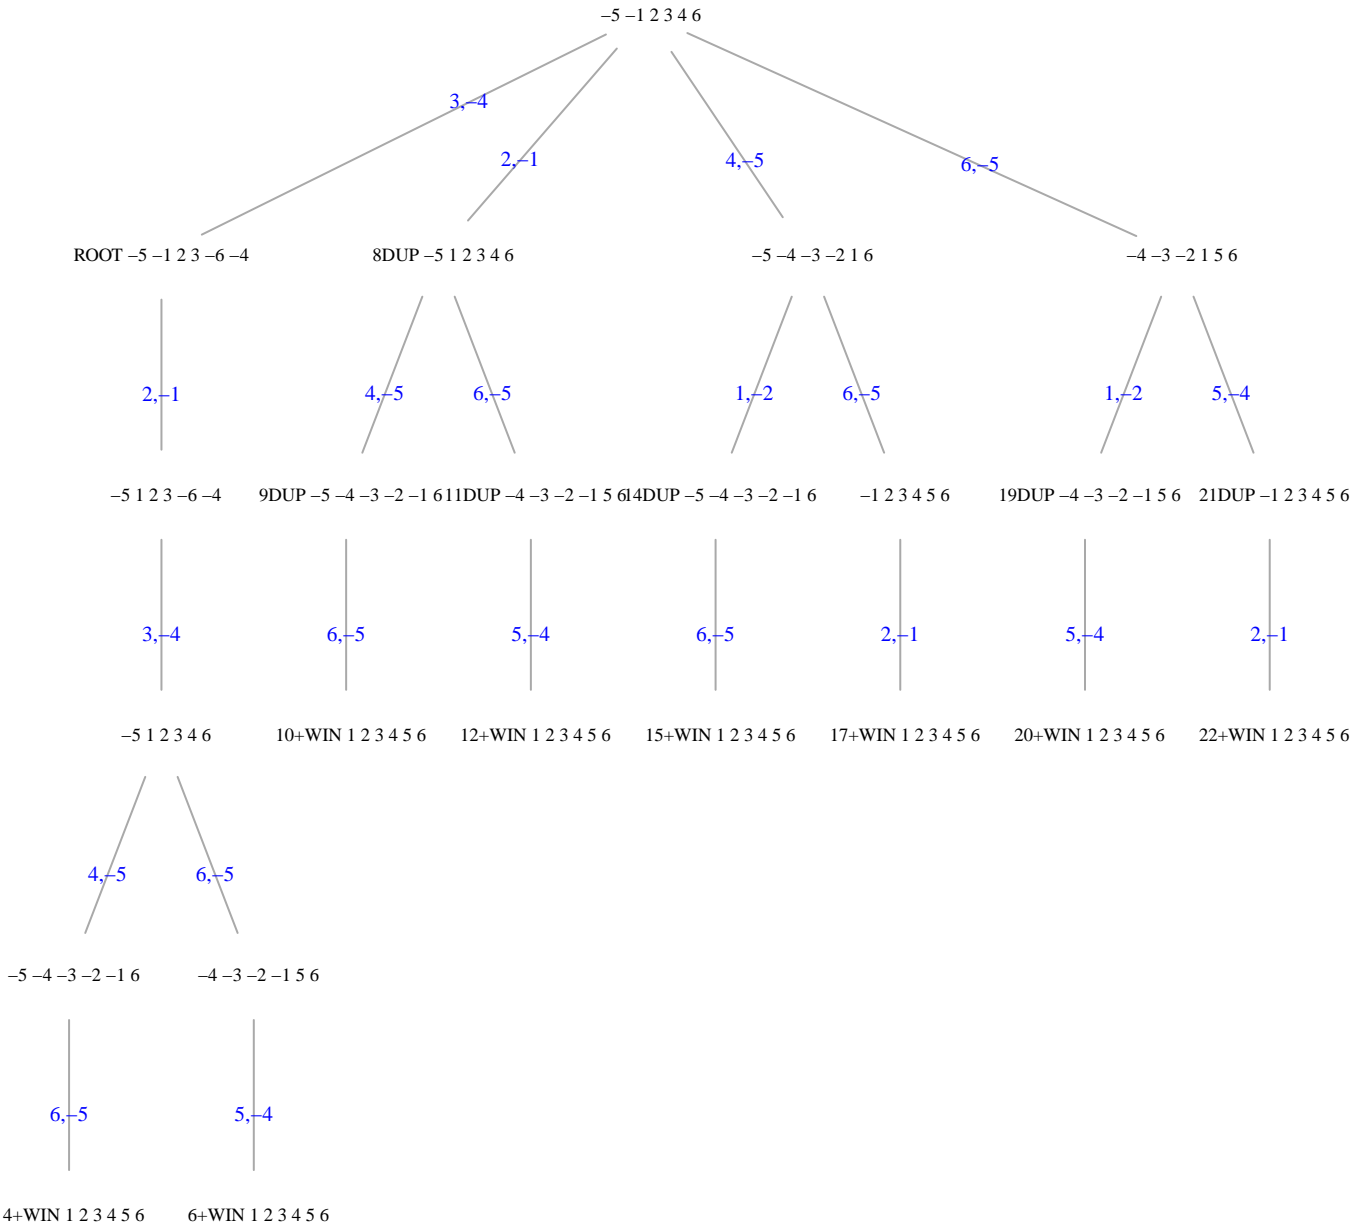 –5 –1 2 3 4 6
3,–4
2,–1
4,–5
6,–5
ROOT –5 –1 2 3 –6 –4
8DUP –5 1 2 3 4 6
–5 –4 –3 –2 1 6
–4 –3 –2 1 5 6
2,–1
4,–5
6,–5
1,–2
6,–5
1,–2
5,–4
–5 1 2 3 –6 –4
9DUP –5 –4 –3 –2 –1 6
11DUP –4 –3 –2 –1 5 6
14DUP –5 –4 –3 –2 –1 6
–1 2 3 4 5 6
19DUP –4 –3 –2 –1 5 6
21DUP –1 2 3 4 5 6
3,–4
6,–5
5,–4
6,–5
2,–1
5,–4
2,–1
–5 1 2 3 4 6
10+WIN 1 2 3 4 5 6
12+WIN 1 2 3 4 5 6
15+WIN 1 2 3 4 5 6
17+WIN 1 2 3 4 5 6
20+WIN 1 2 3 4 5 6
22+WIN 1 2 3 4 5 6
4,–5
6,–5
–5 –4 –3 –2 –1 6
–4 –3 –2 –1 5 6
6,–5
5,–4
4+WIN 1 2 3 4 5 6
6+WIN 1 2 3 4 5 6